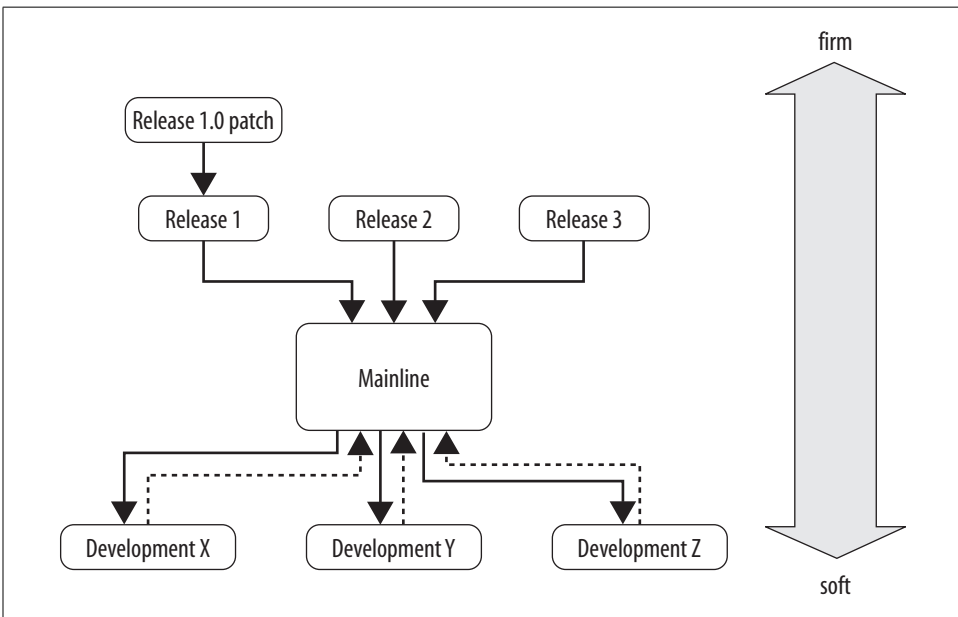 firm
Release 1.0 patch
Release 1
Release 2
Release 3
Mainline
Development X
Development Y
Development Z
soft